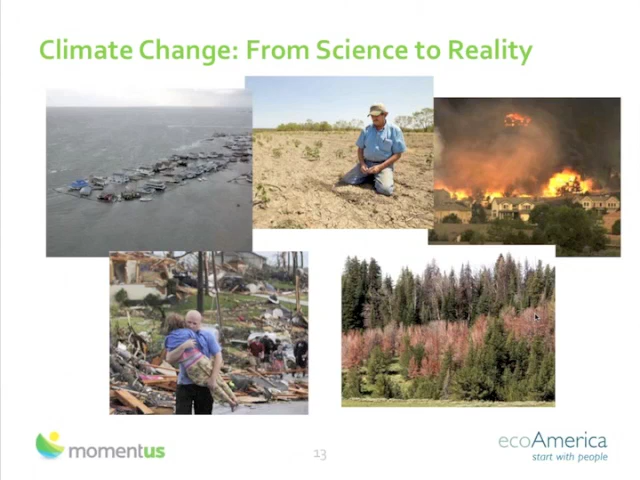 Climate Change: From Science to Reality
momentus
13
ecoAmerica
start with people